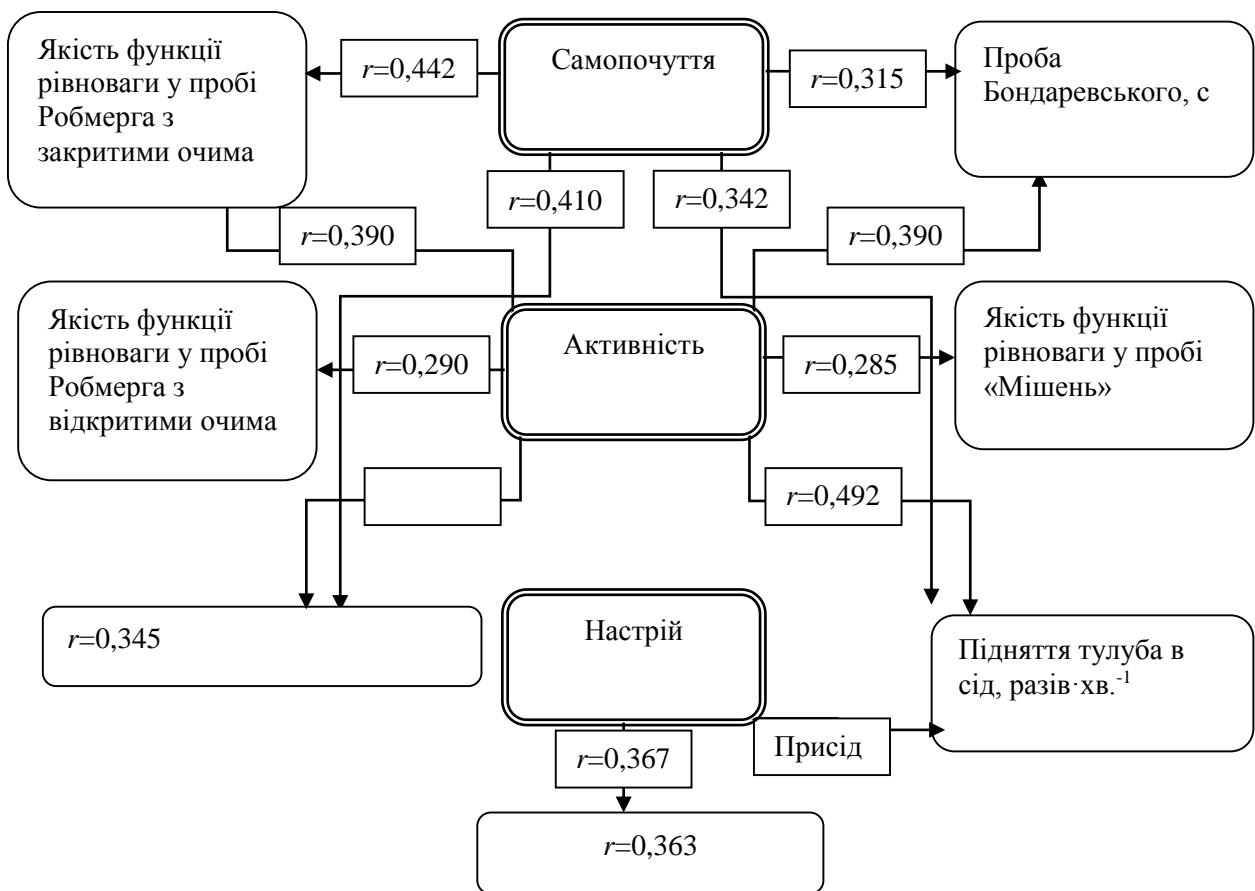 Якість функції
рівноваги у пробі
Робмерга з
закритими очима
r=0,442
Самопочуття
r=0,315
Проба
Бондаревського, с
r=0,410
r=0,342
r=0,390
r=0,390
Якість функції
рівноваги у пробі
Робмерга з
відкритими очима
r=0,290
Активність
r=0,285
Якість функції
рівноваги у пробі
«Мішень»
r=0,492
r=0,345
Настрій
Підняття тулуба в
сід, разів·хв.⁻¹
Присід
r=0,367
r=0,363